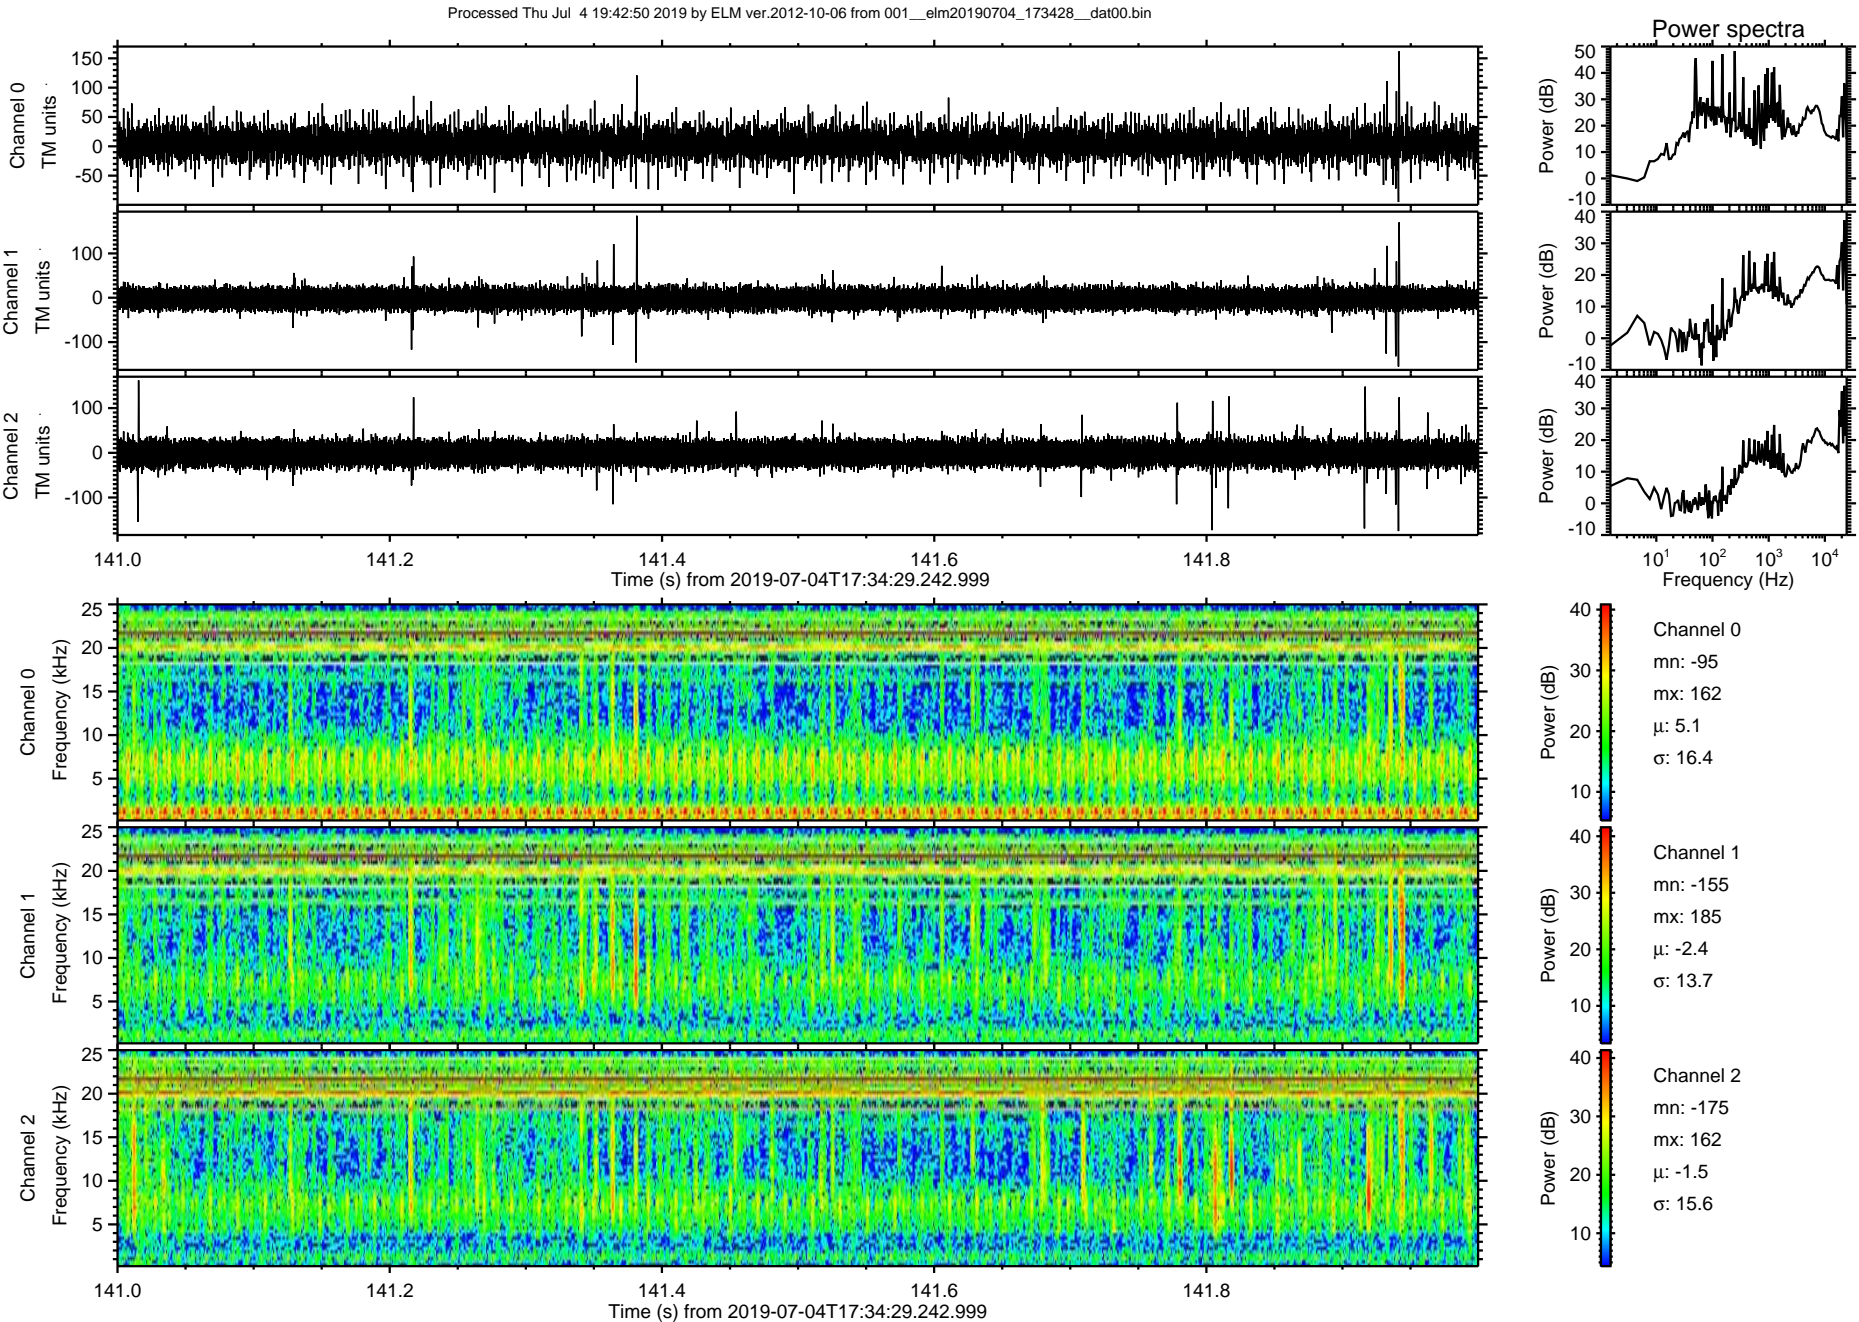 Processed Thu Jul  4 19:42:50 2019 by ELM ver.2012-10-06 from 001__elm20190704_173428__dat00.bin
Power spectra
Channel 0
TM units
150
100
50
0
-50
Power (dB)
50
40
30
20
10
0
-10
Channel 1
TM units
100
0
-100
Power (dB)
40
30
20
10
0
-10
Channel 2
TM units
100
0
-100
Power (dB)
40
30
20
10
0
-10
141.0 141.2 141.4 141.6 141.8
Time (s) from 2019-07-04T17:34:29.242.999
10^1 10^2 10^3 10^4
Frequency (Hz)
Channel 0
Frequency (kHz)
25
20
15
10
5
Power (dB)
40
30
20
10
Channel 0
mn: -95
mx: 162
μ: 5.1
σ: 16.4
Channel 1
Frequency (kHz)
25
20
15
10
5
Power (dB)
40
30
20
10
Channel 1
mn: -155
mx: 185
μ: -2.4
σ: 13.7
Channel 2
Frequency (kHz)
25
20
15
10
5
Power (dB)
40
30
20
10
Channel 2
mn: -175
mx: 162
μ: -1.5
σ: 15.6
141.0 141.2 141.4 141.6 141.8
Time (s) from 2019-07-04T17:34:29.242.999